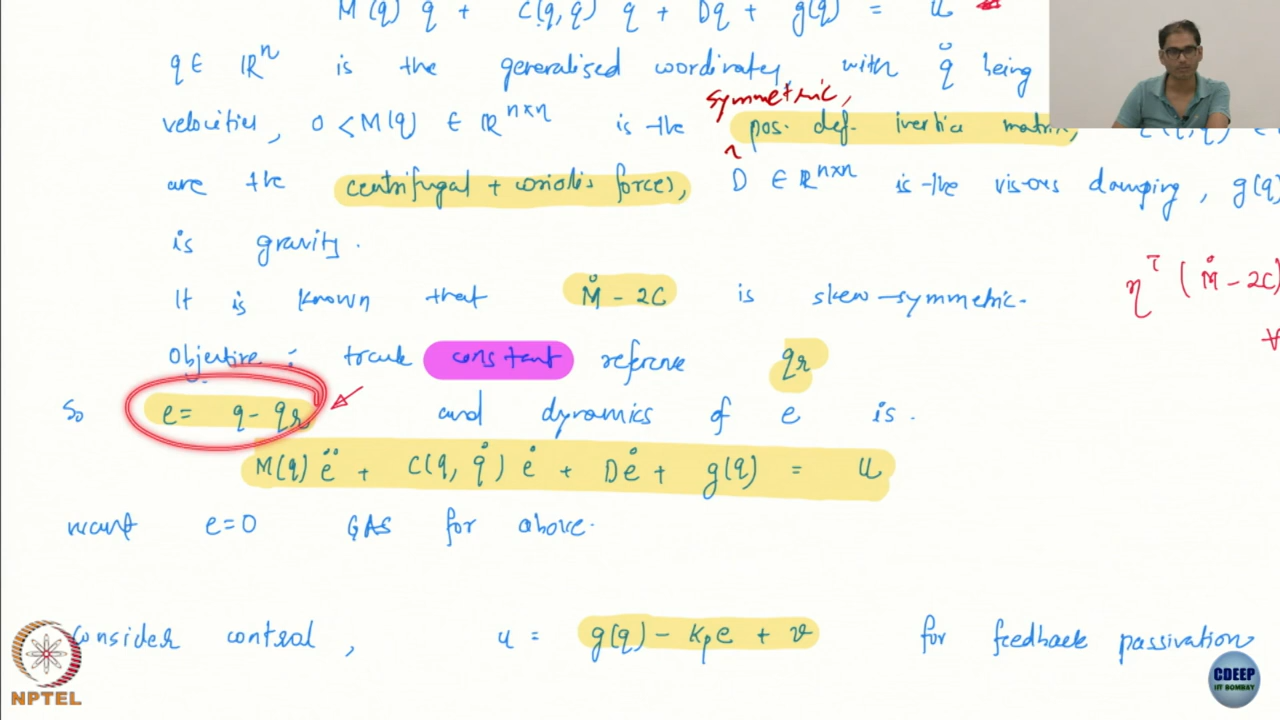 M(q) q̈ + C(q,q̇) q̇ + Dq̇ + g(q) = u
q ∈ ℝⁿ is the generalised coordinates, with q̇ being
symmetric,
velocities, 0 < M(q) ∈ ℝⁿˣⁿ is the pos. def. inertia matrix,
are the centrifugal + coriolis forces, D ∈ ℝⁿˣⁿ is the viscous damping, g(q)
is gravity.
It is known that Ṁ - 2C is skew-symmetric.
ηᵀ (Ṁ - 2C)
∀
Objective : track constant reference qr
So e = q - qr and dynamics of e is.
M(q) ë + C(q, q̇) ė + Dė + g(q) = u
want e=0 GAS for above.
Consider control, u = g(q) - kpe + v for feedback passivation
NPTEL
CDEEP
IIT BOMBAY